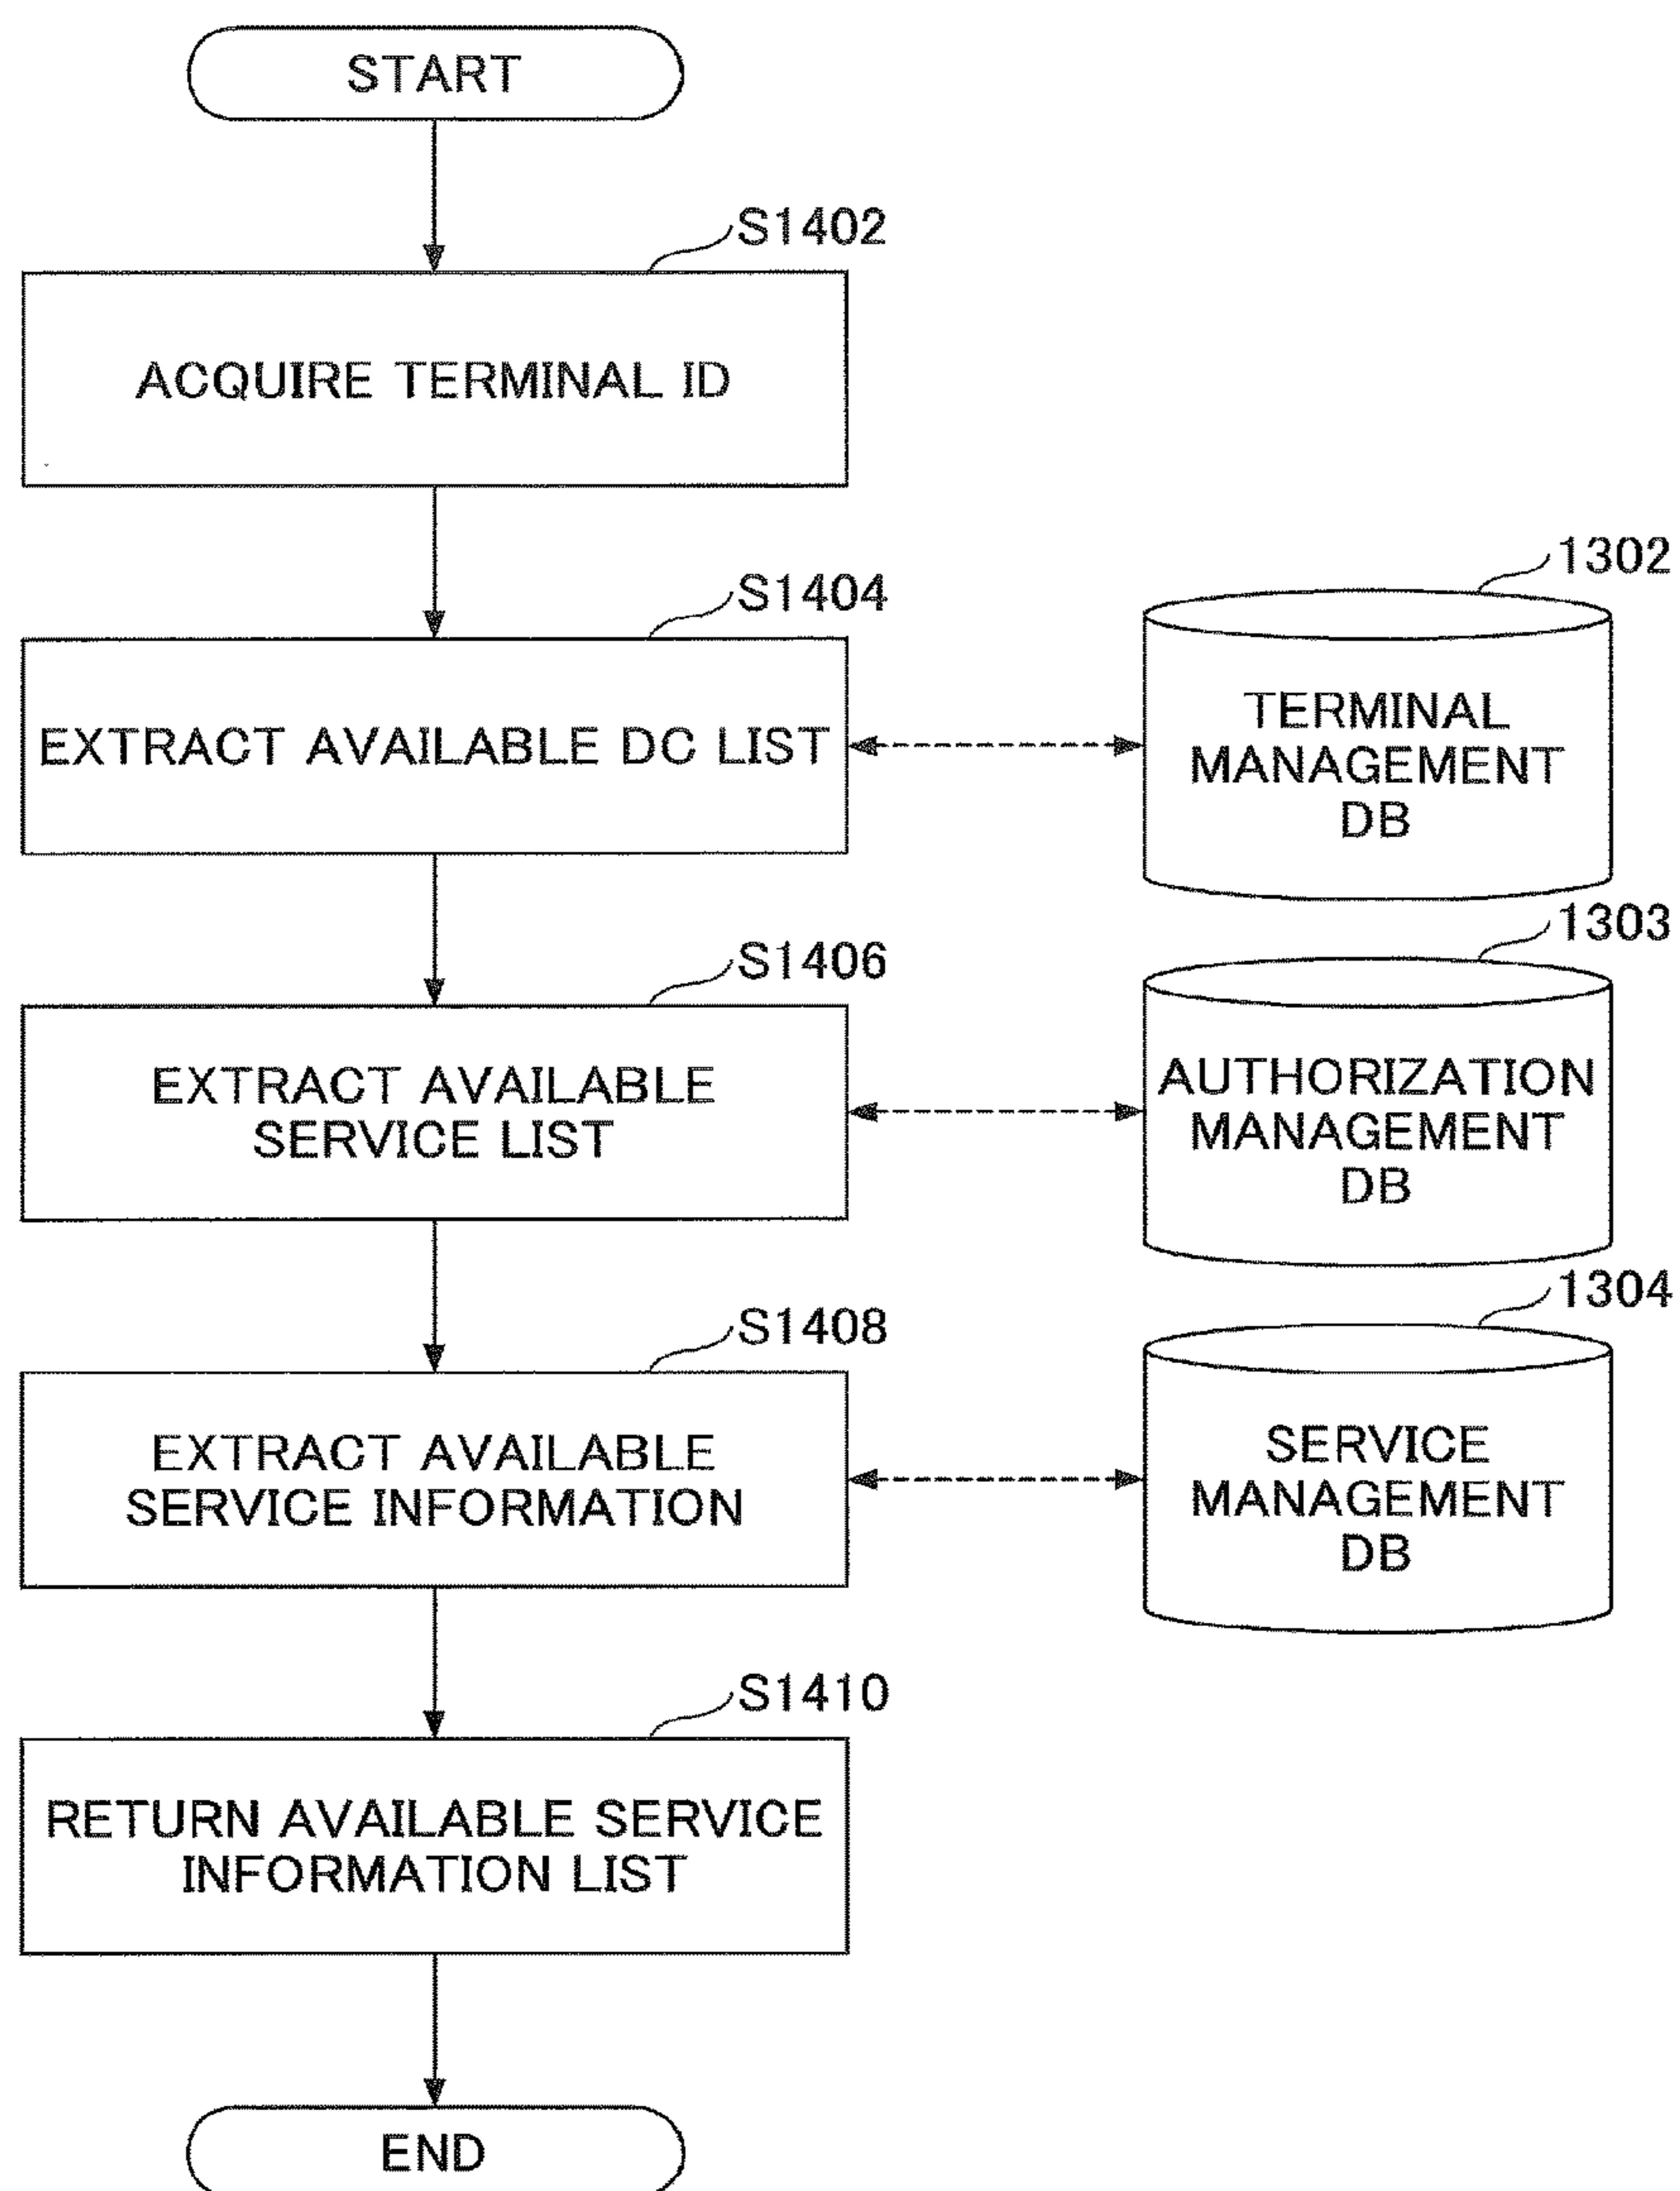 START
S1402
ACQUIRE TERMINAL ID
S1404
EXTRACT AVAILABLE DC LIST
1302
TERMINAL
MANAGEMENT
DB
S1406
EXTRACT AVAILABLE
SERVICE LIST
1303
AUTHORIZATION
MANAGEMENT
DB
S1408
EXTRACT AVAILABLE
SERVICE INFORMATION
1304
SERVICE
MANAGEMENT
DB
S1410
RETURN AVAILABLE SERVICE
INFORMATION LIST
END